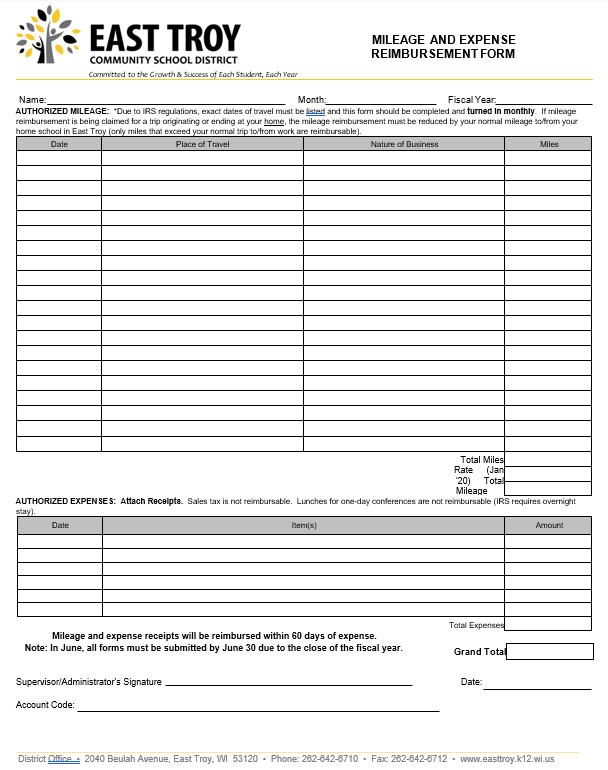 EAST TROY
COMMUNITY SCHOOL DISTRICT
Committed to the Growth & Success of Each Student, Each Year
MILEAGE AND EXPENSE
REIMBURSEMENT FORM
Name: Month: Fiscal Year:
AUTHORIZED MILEAGE: *Due to IRS regulations, exact dates of travel must be listed and this form should be completed and turned in monthly. If mileage
reimbursement is being claimed for a trip originating or ending at your home, the mileage reimbursement must be reduced by your normal mileage to/from your
home school in East Troy (only miles that exceed your normal trip to/from work are reimbursable).
Date Place of Travel Nature of Business Miles
Total Miles
Rate (Jan
'20) Total
Mileage
AUTHORIZED EXPENSES: Attach Receipts. Sales tax is not reimbursable. Lunches for one-day conferences are not reimbursable (IRS requires overnight
stay).
Date Item(s) Amount
Total Expenses
Mileage and expense receipts will be reimbursed within 60 days of expense.
Note: In June, all forms must be submitted by June 30 due to the close of the fiscal year.
Grand Total
Supervisor/Administrator's Signature Date:
Account Code:
District Office • 2040 Beulah Avenue, East Troy, WI 53120 • Phone: 262-642-6710 • Fax: 262-642-6712 • www.easttroy.k12.wi.us